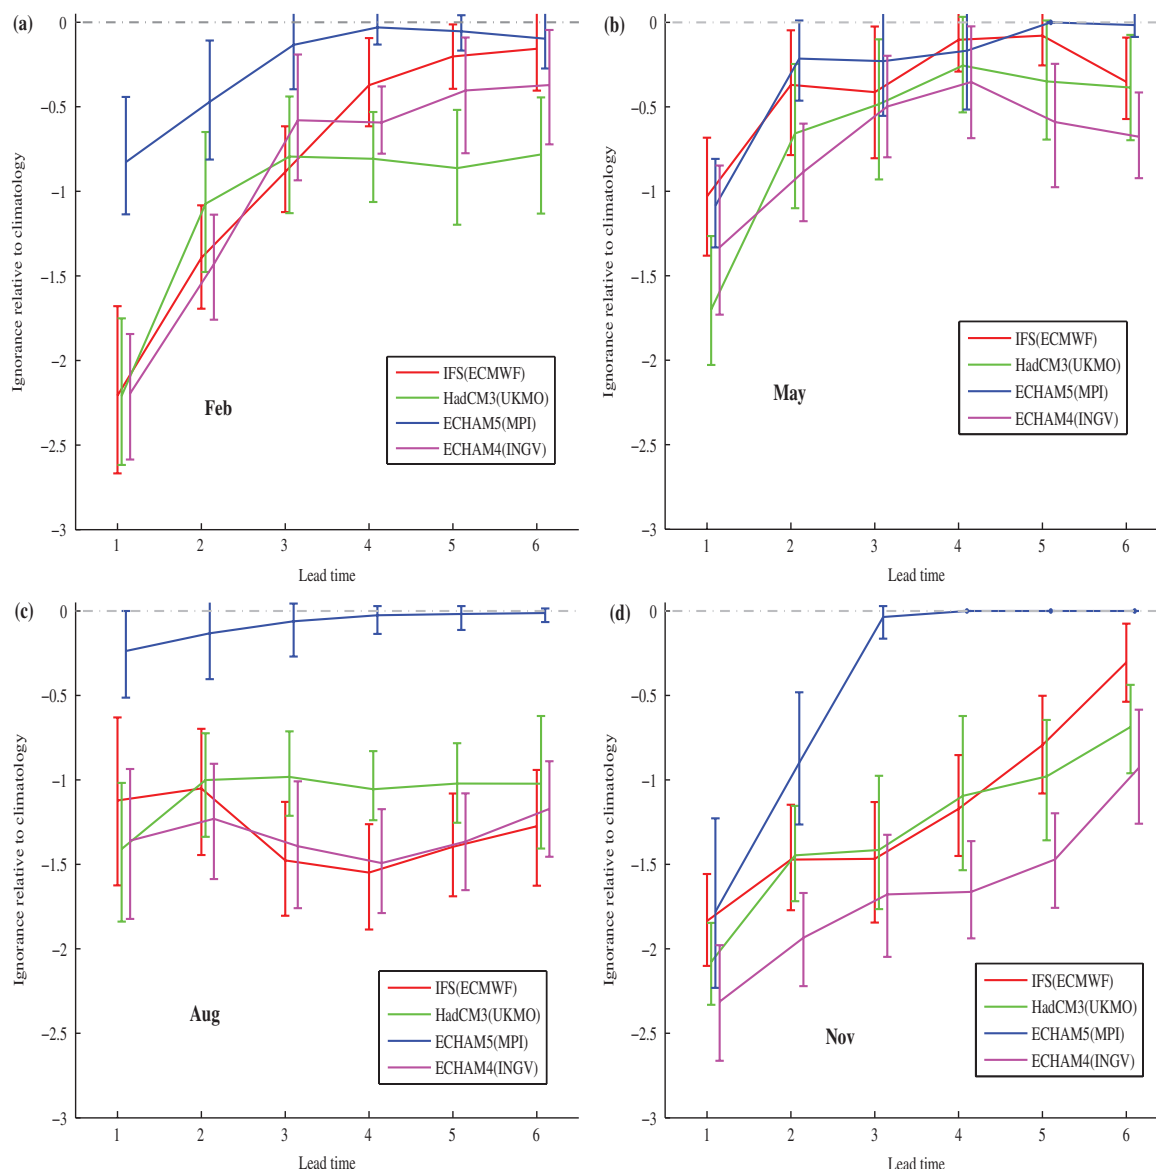 (a)
0
−0.5
−1
−1.5
−2
−2.5
−3
Ignorance relative to climatology
1 2 3 4 5 6
Lead time
Feb
IFS(ECMWF)
HadCM3(UKMO)
ECHAM5(MPI)
ECHAM4(INGV)
(b)
0
−0.5
−1
−1.5
−2
−2.5
−3
Ignorance relative to climatology
1 2 3 4 5 6
Lead time
May
IFS(ECMWF)
HadCM3(UKMO)
ECHAM5(MPI)
ECHAM4(INGV)
(c)
0
−0.5
−1
−1.5
−2
−2.5
−3
Ignorance relative to climatology
1 2 3 4 5 6
Lead time
Aug
IFS(ECMWF)
HadCM3(UKMO)
ECHAM5(MPI)
ECHAM4(INGV)
(d)
0
−0.5
−1
−1.5
−2
−2.5
−3
Ignorance relative to climatology
1 2 3 4 5 6
Lead time
Nov
IFS(ECMWF)
HadCM3(UKMO)
ECHAM5(MPI)
ECHAM4(INGV)